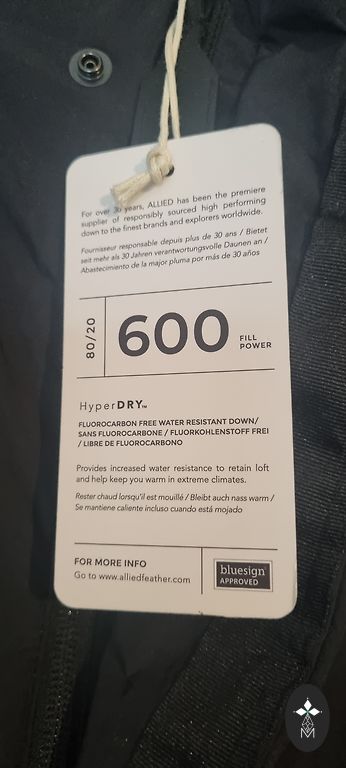 For over 30 years, ALLIED has been the premiere
supplier of responsibly sourced high performing
down to the finest brands and explorers worldwide.
Fournisseur responsable depuis plus de 30 ans / Bietet
seit mehr als 30 Jahren verantwortungsvolle Daunen an /
Abastecimiento de la major pluma por más de 30 años
80/20
600
FILL
POWER
HyperDRY™
FLUOROCARBON FREE WATER RESISTANT DOWN/
SANS FLUOROCARBONE / FLUORKOHLENSTOFF FREI
/ LIBRE DE FLUOROCARBONO
Provides increased water resistance to retain loft
and help keep you warm in extreme climates.
Rester chaud lorsqu'il est mouillé / Bleibt auch nass warm /
Se mantiene caliente incluso cuando está mojado
FOR MORE INFO
Go to www.alliedfeather.com
bluesign®
APPROVED